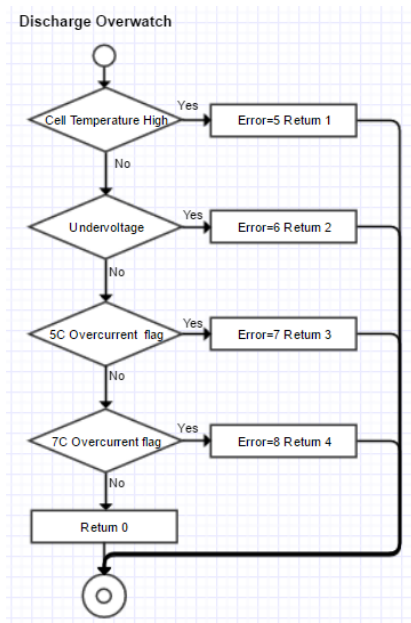 Discharge Overwatch
Cell Temperature High
Yes
Error=5 Return 1
No
Undervoltage
Yes
Error=6 Return 2
No
5C Overcurrent flag
Yes
Error=7 Return 3
No
7C Overcurrent flag
Yes
Error=8 Return 4
No
Return 0